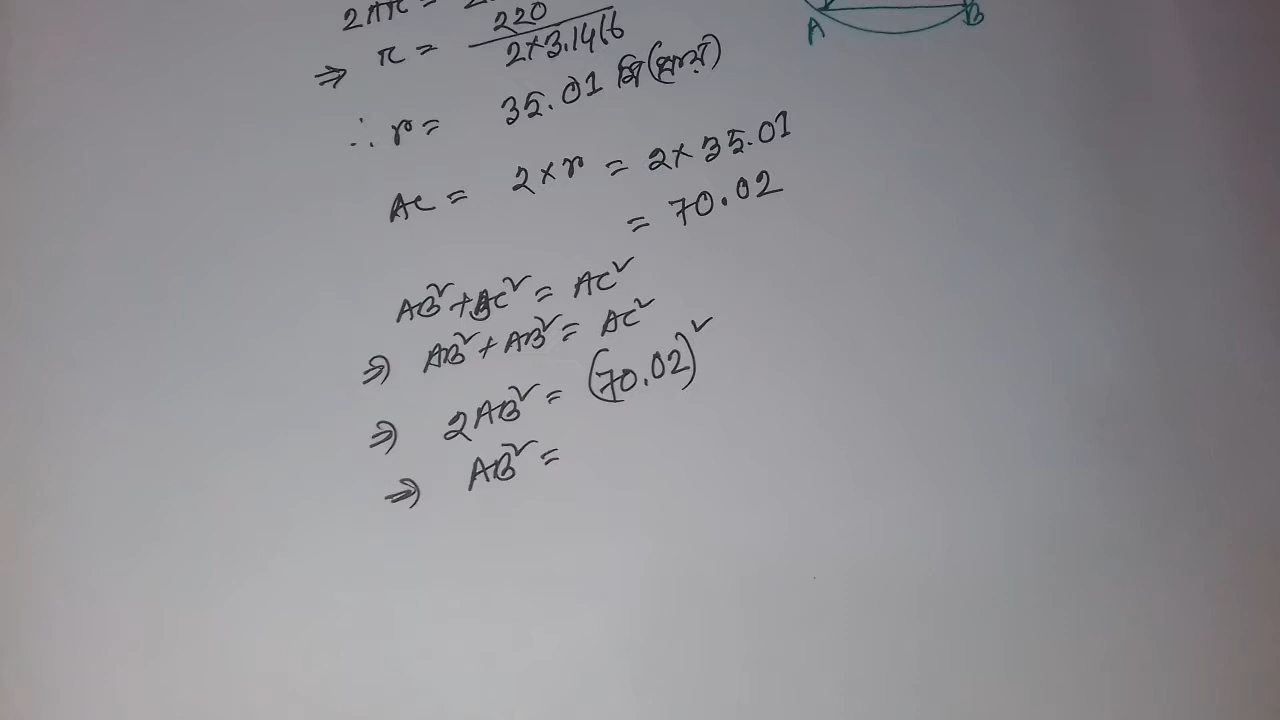 2πr =
⇒ r = 220 / 2×3.1416
∴ r = 35.01 মি (প্রায়)
AC = 2×r = 2×35.01
= 70.02
AB² + BC² = AC²
⇒ AB² + AB² = AC²
⇒ 2AB² = (70.02)²
⇒ AB² =
A B